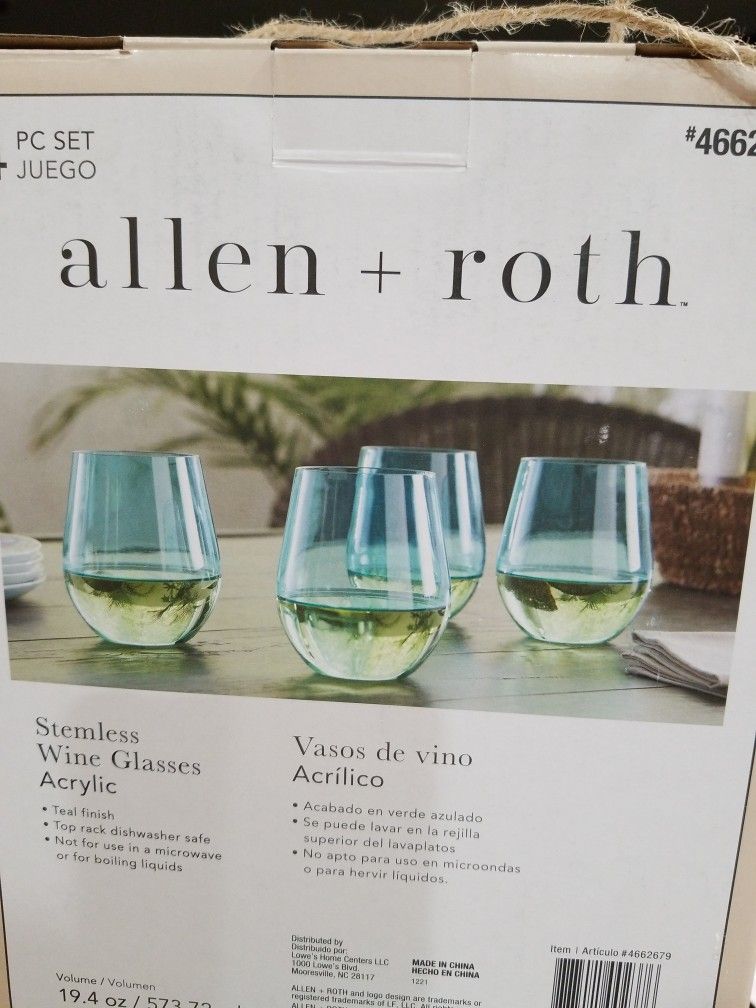 PC SET
JUEGO
#4662
allen + roth™
Stemless
Wine Glasses
Acrylic
• Teal finish
• Top rack dishwasher safe
• Not for use in a microwave
or for boiling liquids
Vasos de vino
Acrílico
• Acabado en verde azulado
• Se puede lavar en la rejilla
superior del lavaplatos
• No apto para uso en microondas
o para hervir líquidos.
Volume / Volumen
19.4 oz / 573.72
Distributed by
Distribuido por:
Lowe's Home Centers LLC
1000 Lowe's Blvd.
Mooresville, NC 28117
MADE IN CHINA
HECHO EN CHINA
1221
ALLEN + ROTH and logo design are trademarks or
registered trademarks of LF, LLC. All rights
Item | Artículo #4662679